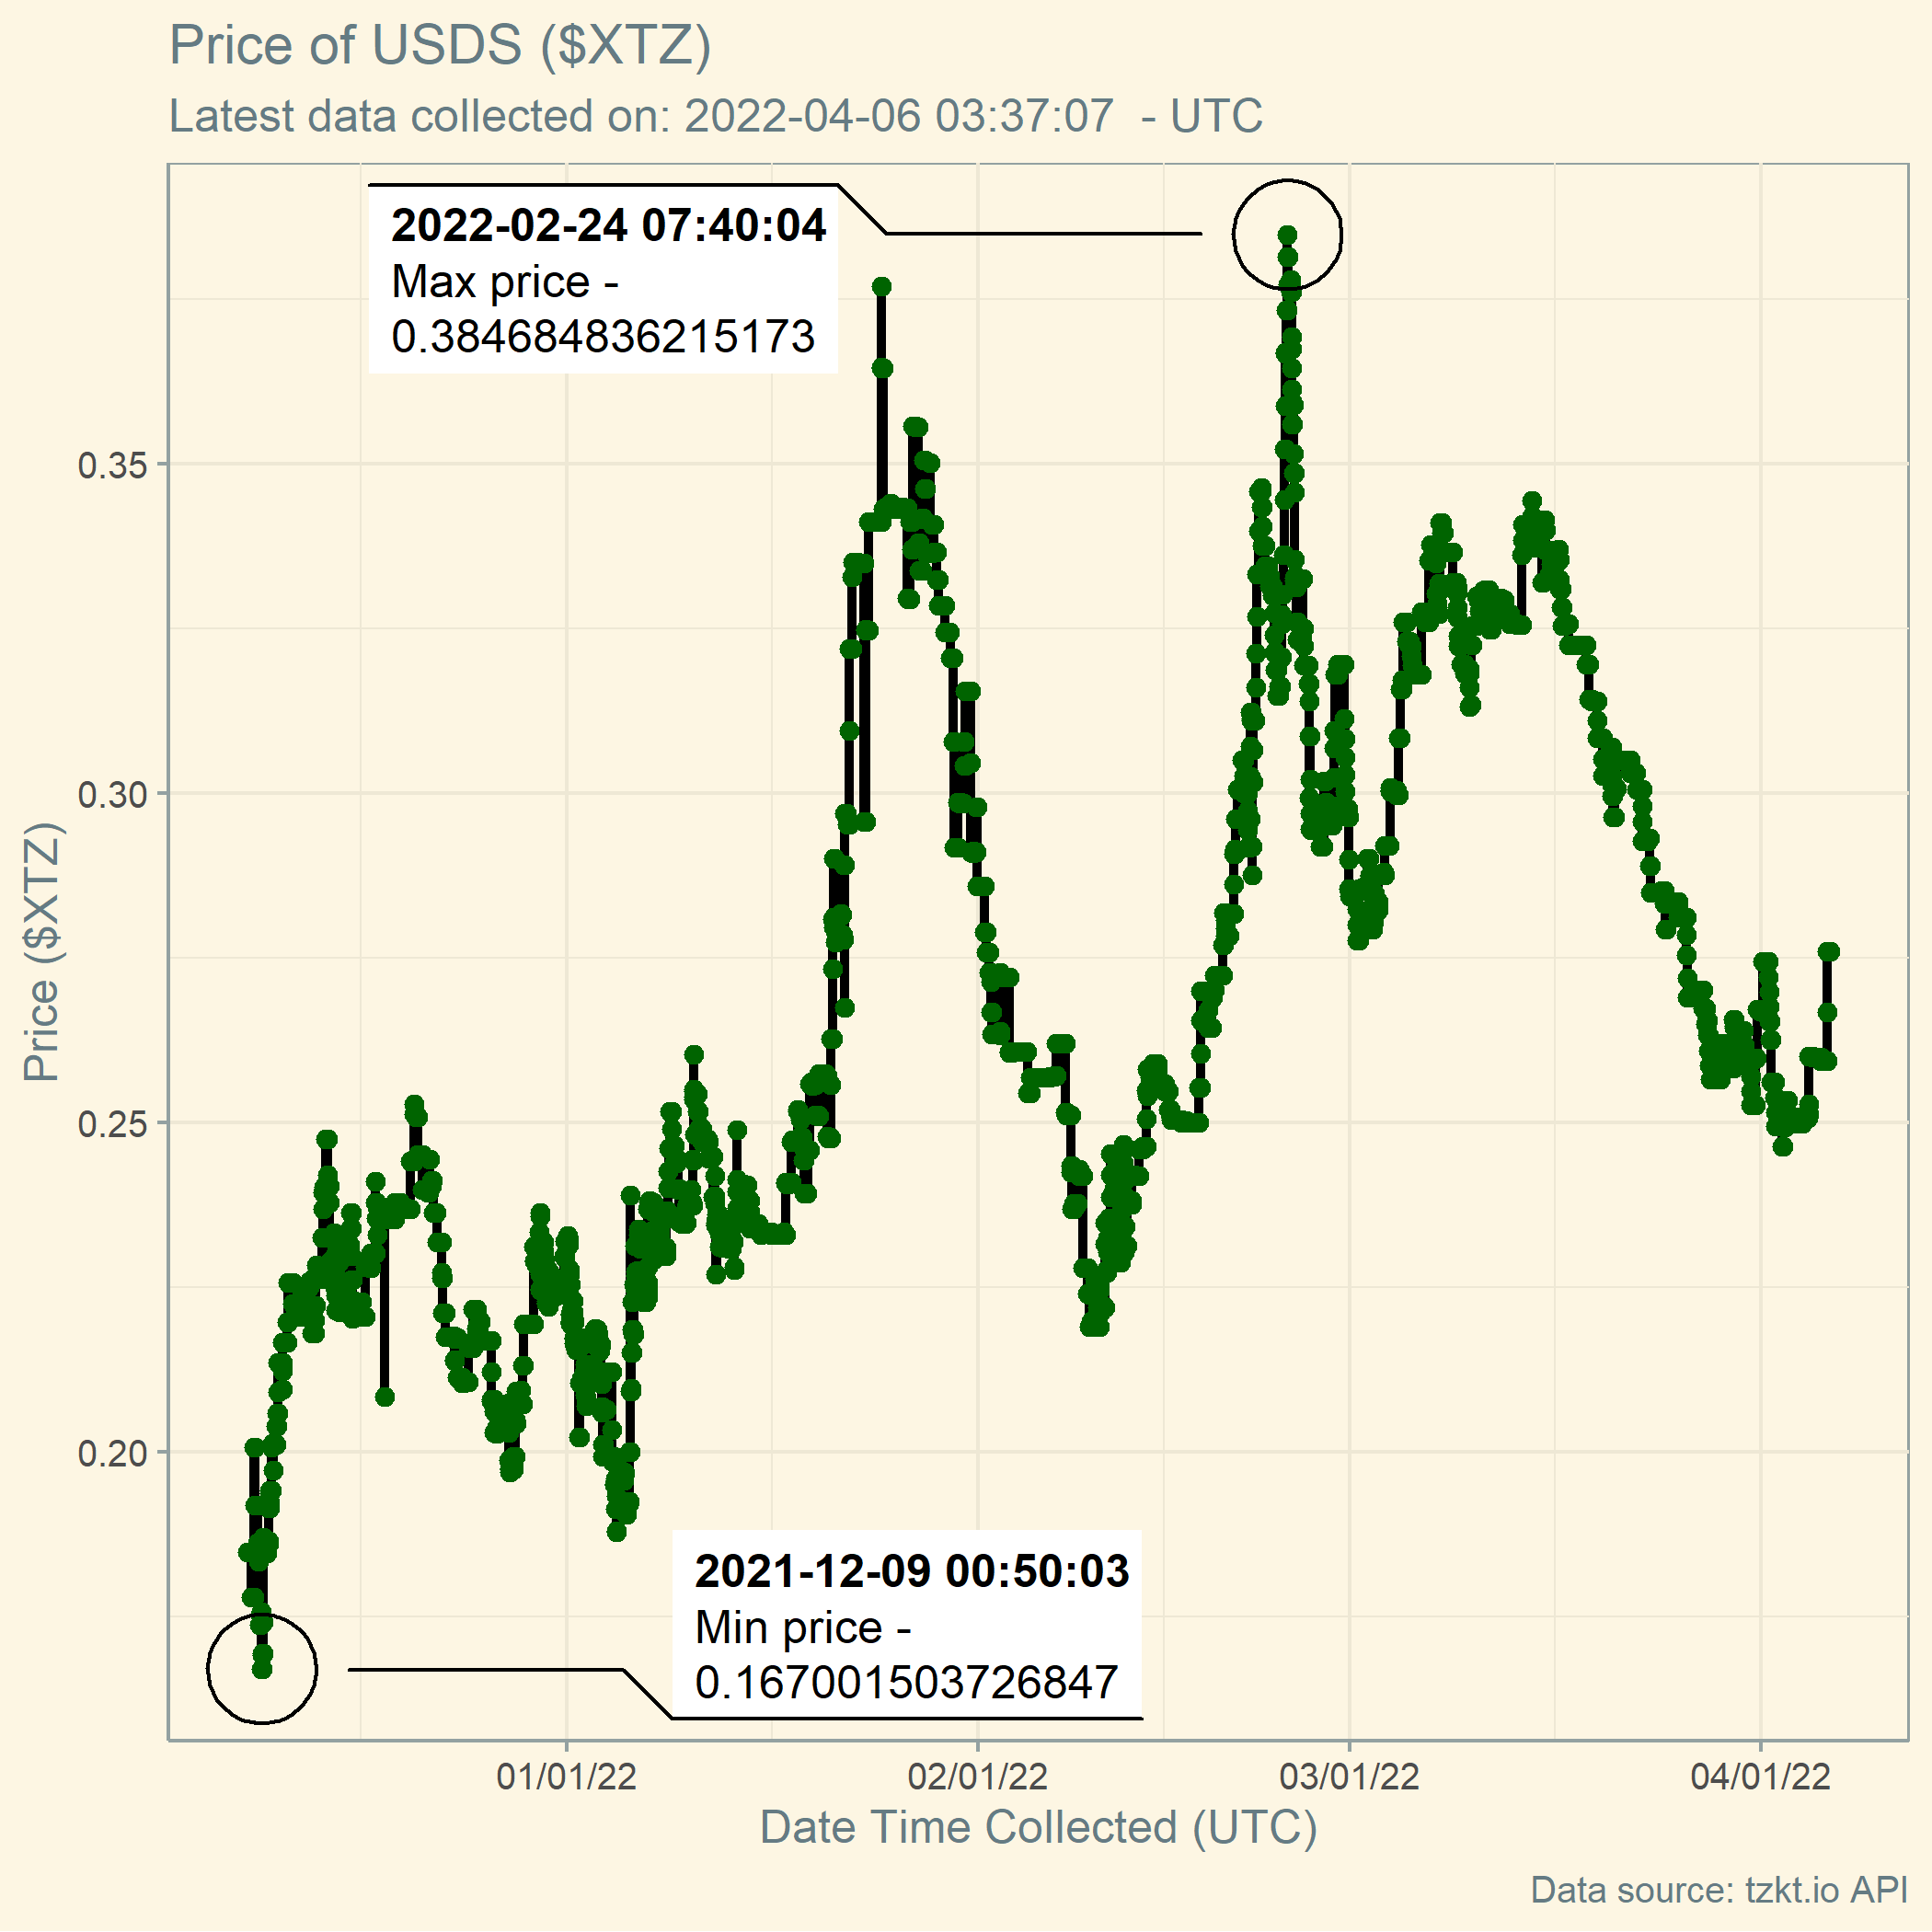 Price of USDS ($XTZ)
Latest data collected on: 2022-04-06 03:37:07  - UTC
2022-02-24 07:40:04
Max price -
0.384684836215173
0.35
0.30
0.25
0.20
Price ($XTZ)
2021-12-09 00:50:03
Min price -
0.167001503726847
01/01/22
02/01/22
03/01/22
04/01/22
Date Time Collected (UTC)
Data source: tzkt.io API